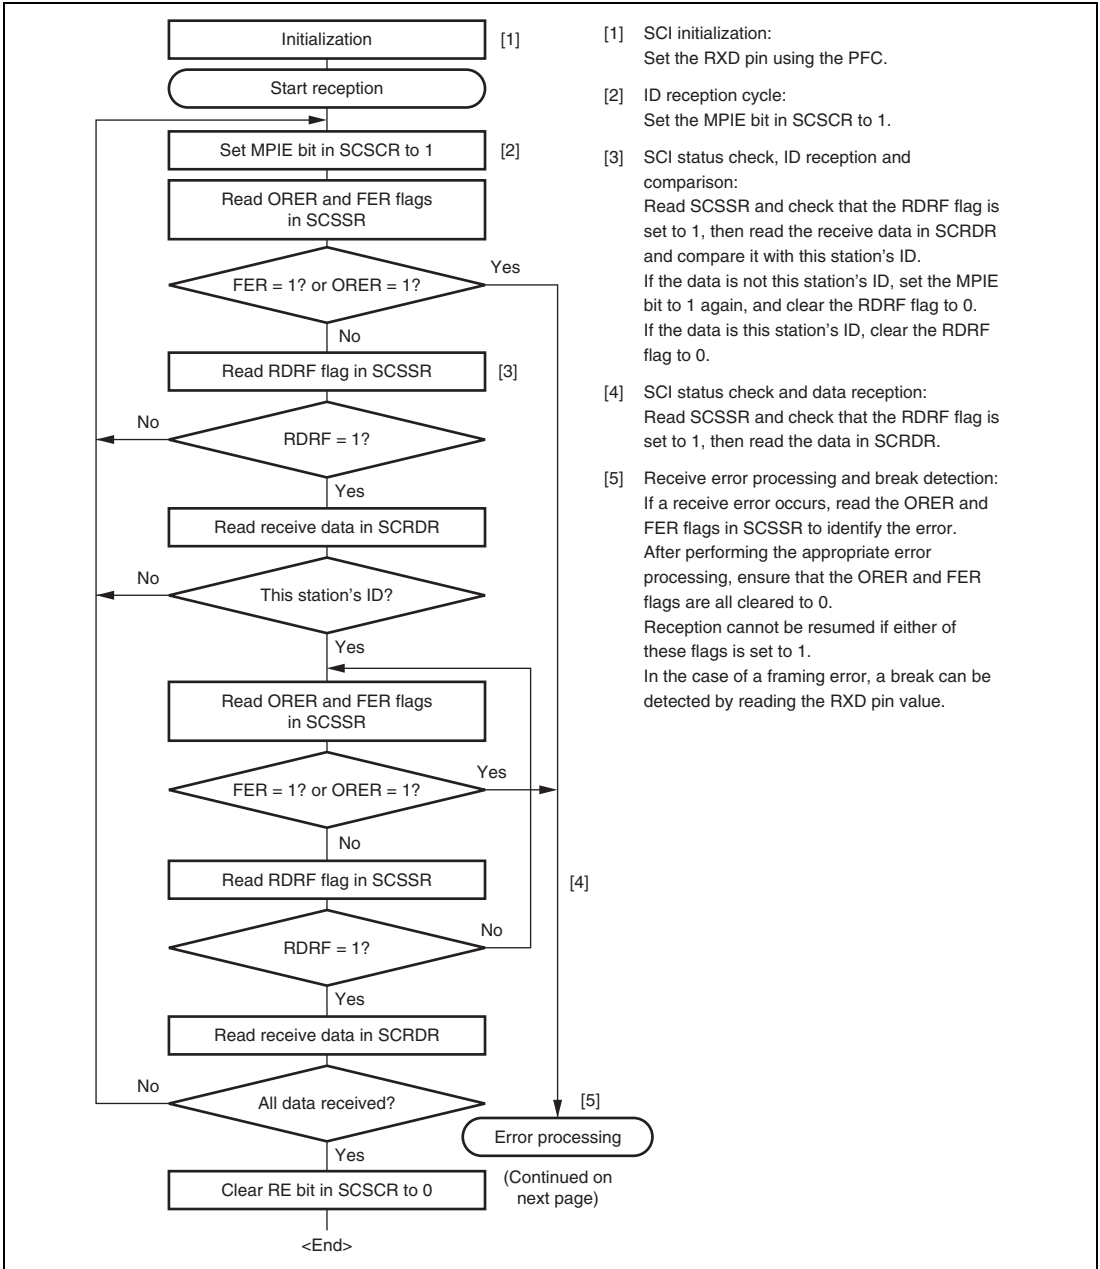 Initialization
[1]
Start reception
Set MPIE bit in SCSCR to 1
[2]
Read ORER and FER flags
in SCSSR
FER = 1? or ORER = 1?
Yes
No
Read RDRF flag in SCSSR
[3]
No
RDRF = 1?
Yes
Read receive data in SCRDR
No
This station's ID?
Yes
Read ORER and FER flags
in SCSSR
FER = 1? or ORER = 1?
Yes
No
Read RDRF flag in SCSSR
[4]
RDRF = 1?
No
Yes
Read receive data in SCRDR
No
All data received?
[5]
Error processing
(Continued on
next page)
Yes
Clear RE bit in SCSCR to 0
<End>
[1] SCI initialization:
Set the RXD pin using the PFC.
[2] ID reception cycle:
Set the MPIE bit in SCSCR to 1.
[3] SCI status check, ID reception and
comparison:
Read SCSSR and check that the RDRF flag is
set to 1, then read the receive data in SCRDR
and compare it with this station's ID.
If the data is not this station's ID, set the MPIE
bit to 1 again, and clear the RDRF flag to 0.
If the data is this station's ID, clear the RDRF
flag to 0.
[4] SCI status check and data reception:
Read SCSSR and check that the RDRF flag is
set to 1, then read the data in SCRDR.
[5] Receive error processing and break detection:
If a receive error occurs, read the ORER and
FER flags in SCSSR to identify the error.
After performing the appropriate error
processing, ensure that the ORER and FER
flags are all cleared to 0.
Reception cannot be resumed if either of
these flags is set to 1.
In the case of a framing error, a break can be
detected by reading the RXD pin value.